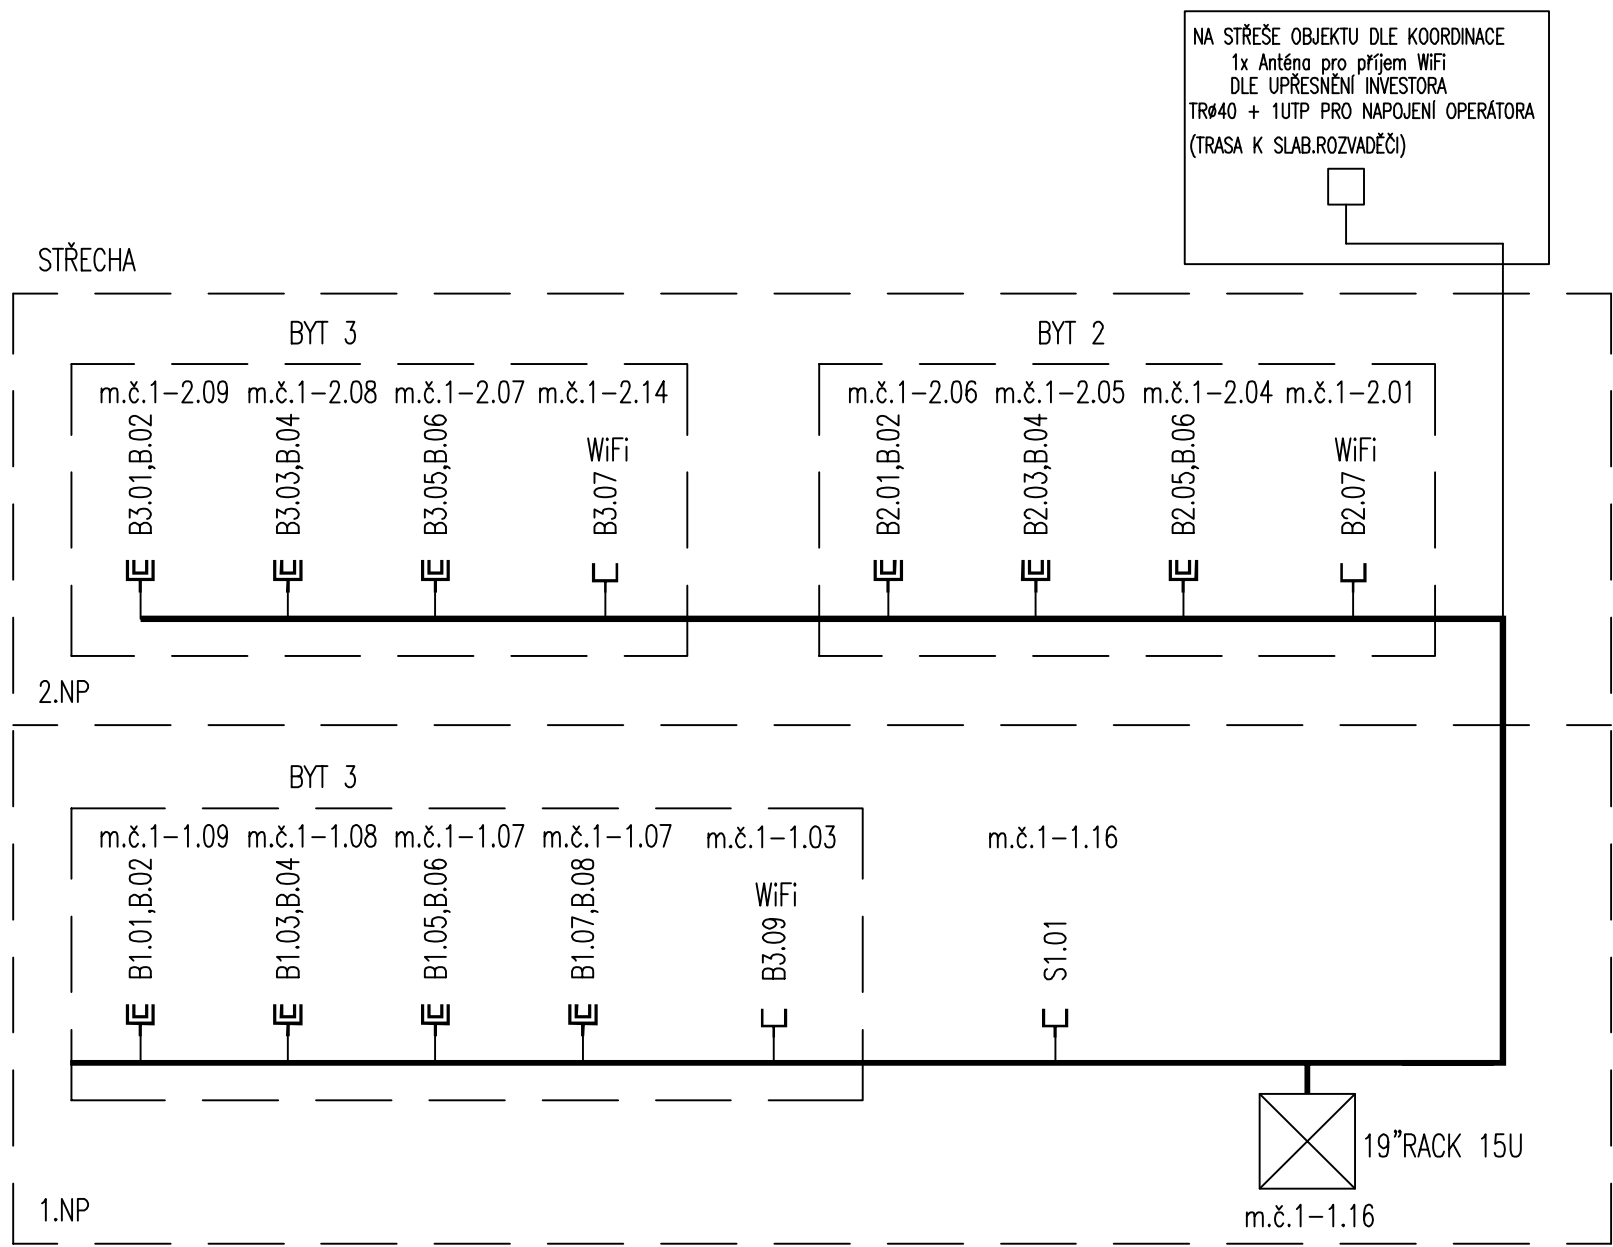 NA STŘEŠE OBJEKTU DLE KOORDINACE
1x Anténa pro příjem WiFi
DLE UPŘESNĚNÍ INVESTORA
TRø40 + 1UTP PRO NAPOJENÍ OPERÁTORA
(TRASA K SLAB.ROZVADĚČI)
STŘECHA
BYT 3
m.č.1-2.09 m.č.1-2.08 m.č.1-2.07 m.č.1-2.14
B3.01,B.02
B3.03,B.04
B3.05,B.06
WiFi
B3.07
BYT 2
m.č.1-2.06 m.č.1-2.05 m.č.1-2.04 m.č.1-2.01
B2.01,B.02
B2.03,B.04
B2.05,B.06
WiFi
B2.07
2.NP
BYT 3
m.č.1-1.09 m.č.1-1.08 m.č.1-1.07 m.č.1-1.07 m.č.1-1.03
B1.01,B.02
B1.03,B.04
B1.05,B.06
B1.07,B.08
WiFi
B3.09
m.č.1-1.16
S1.01
19”RACK 15U
m.č.1-1.16
1.NP